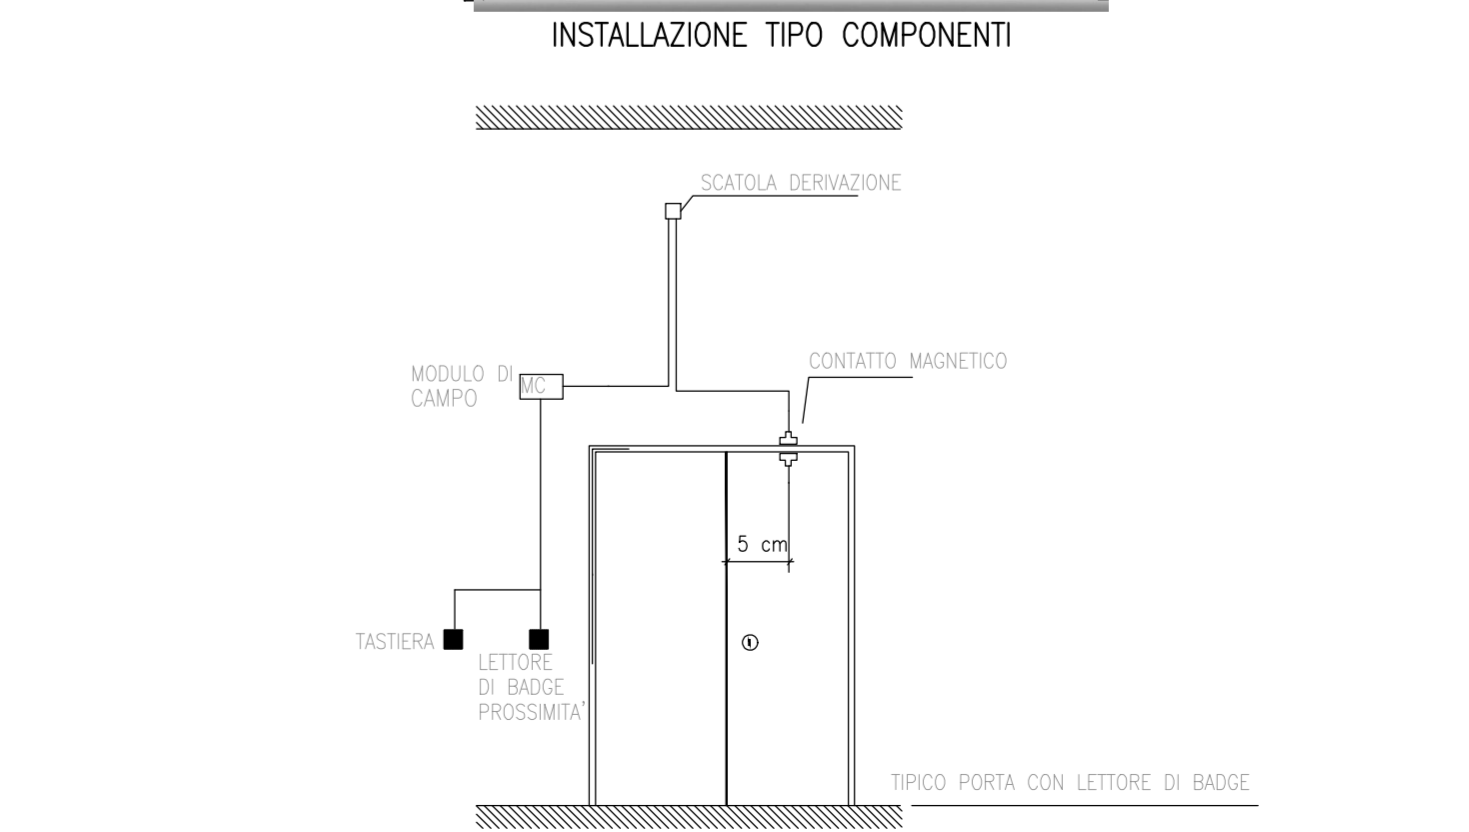 INSTALLAZIONE TIPO COMPONENTI
SCATOLA DERIVAZIONE
CONTATTO MAGNETICO
MODULO DI
CAMPO
MC
5 cm
TASTIERA
LETTORE
DI BADGE
PROSSIMITA'
TIPICO PORTA CON LETTORE DI BADGE